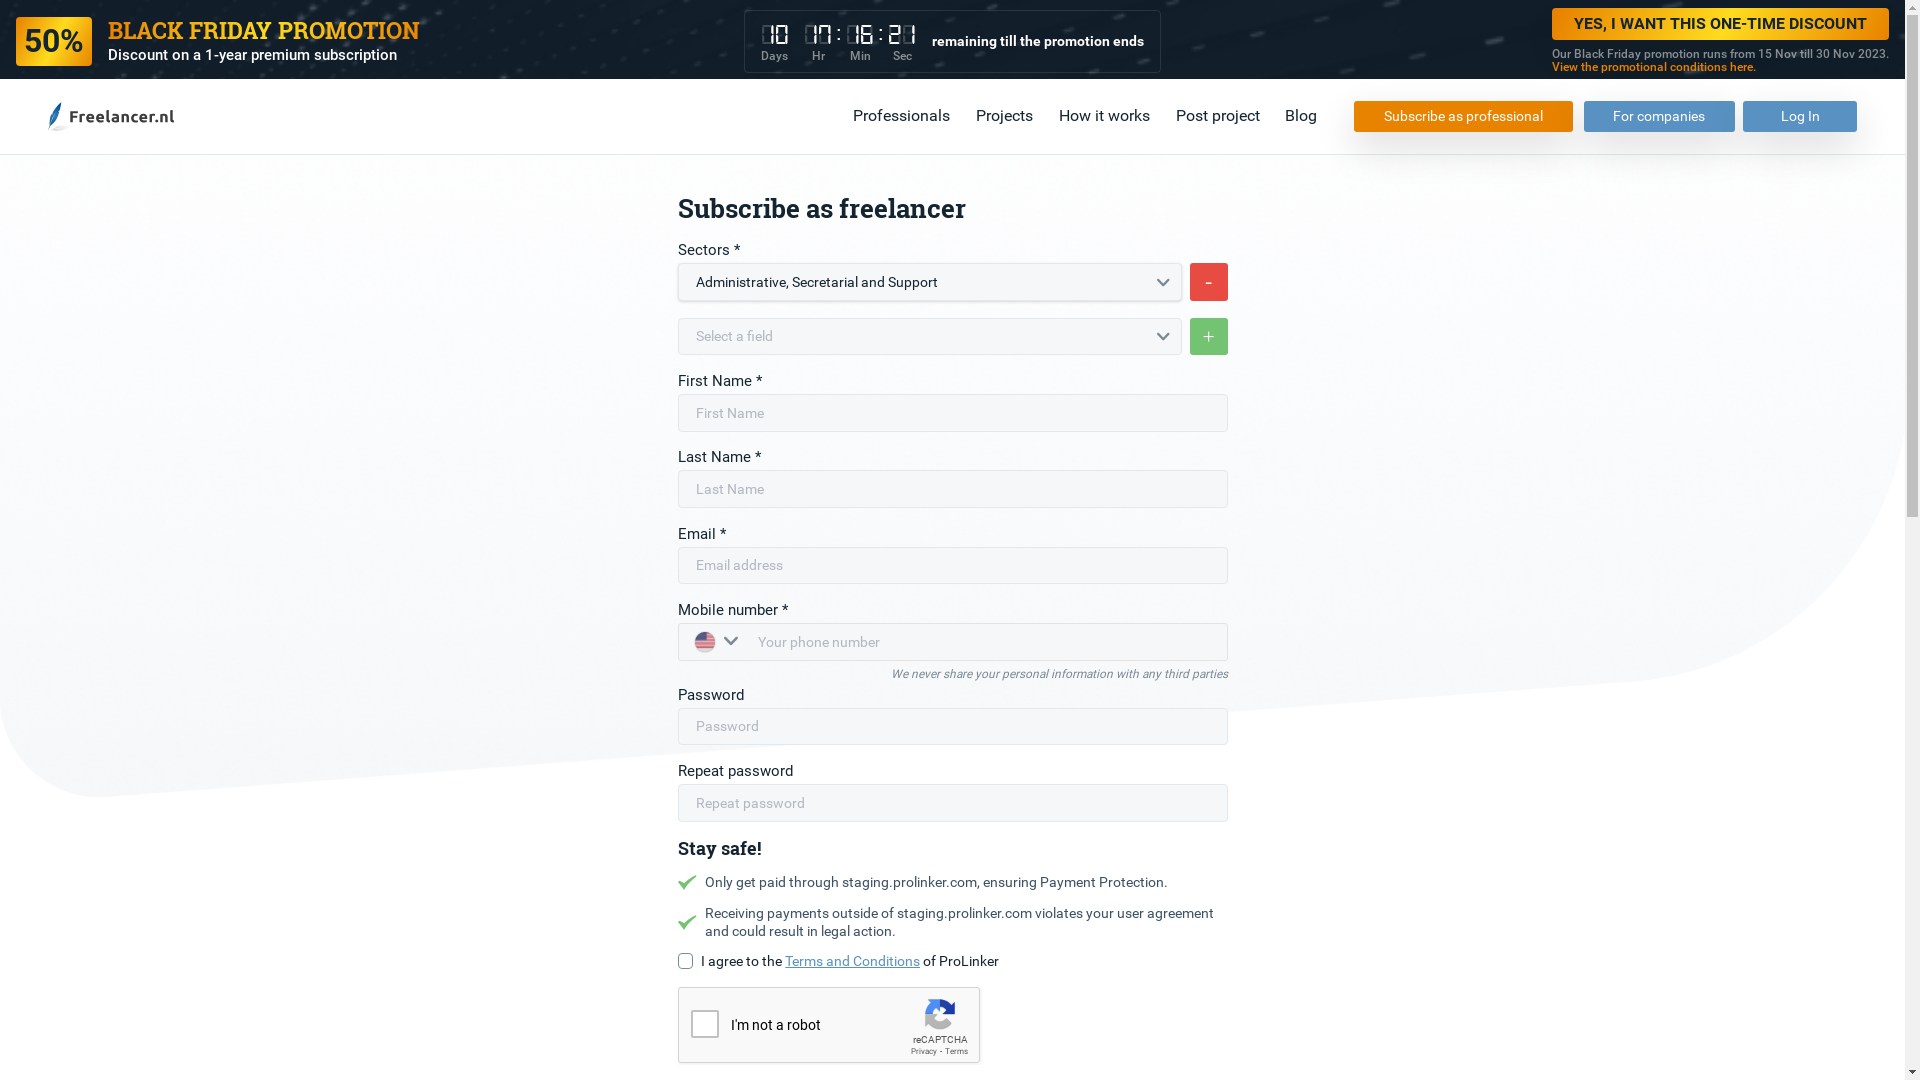 50%
BLACK FRIDAY PROMOTION
Discount on a 1-year premium subscription
10 17 : 16 : 21
Days Hr Min Sec
remaining till the promotion ends
YES, I WANT THIS ONE-TIME DISCOUNT
Our Black Friday promotion runs from 15 Nov till 30 Nov 2023.
View the promotional conditions here.
Freelancer.nl
Professionals Projects How it works Post project Blog
Subscribe as professional
For companies
Log In
Subscribe as freelancer
Sectors *
Administrative, Secretarial and Support
-
Select a field
+
First Name *
First Name
Last Name *
Last Name
Email *
Email address
Mobile number *
Your phone number
We never share your personal information with any third parties
Password
Password
Repeat password
Repeat password
Stay safe!
Only get paid through staging.prolinker.com, ensuring Payment Protection.
Receiving payments outside of staging.prolinker.com violates your user agreement
and could result in legal action.
I agree to the Terms and Conditions of ProLinker
I'm not a robot
reCAPTCHA
Privacy - Terms